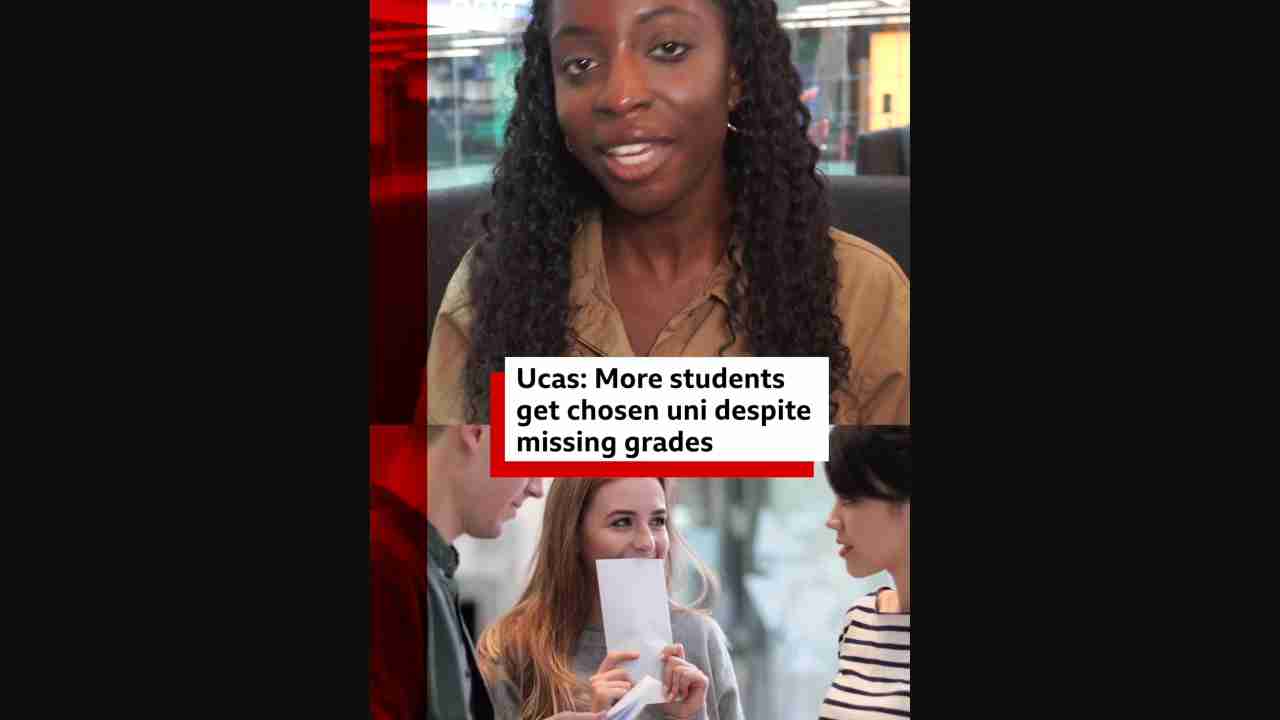 Ucas: More students
get chosen uni despite
missing grades